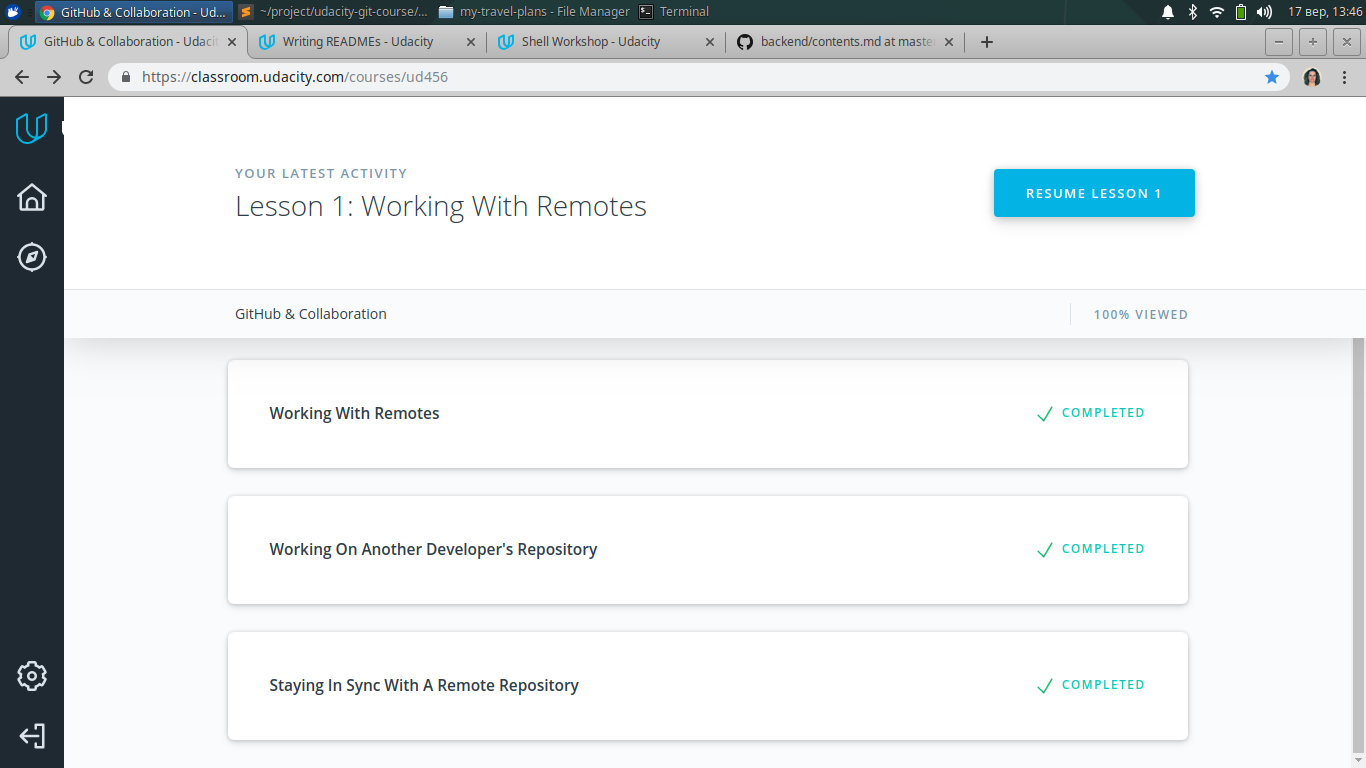 GitHub & Collaboration - Ud... ~/project/udacity-git-course/... my-travel-plans - File Manager Terminal 17 вер, 13:46
GitHub & Collaboration - Udacit Writing READMEs - Udacity Shell Workshop - Udacity backend/contents.md at maste
https://classroom.udacity.com/courses/ud456
YOUR LATEST ACTIVITY
Lesson 1: Working With Remotes
RESUME LESSON 1
GitHub & Collaboration
100% VIEWED
Working With Remotes
COMPLETED
Working On Another Developer's Repository
COMPLETED
Staying In Sync With A Remote Repository
COMPLETED